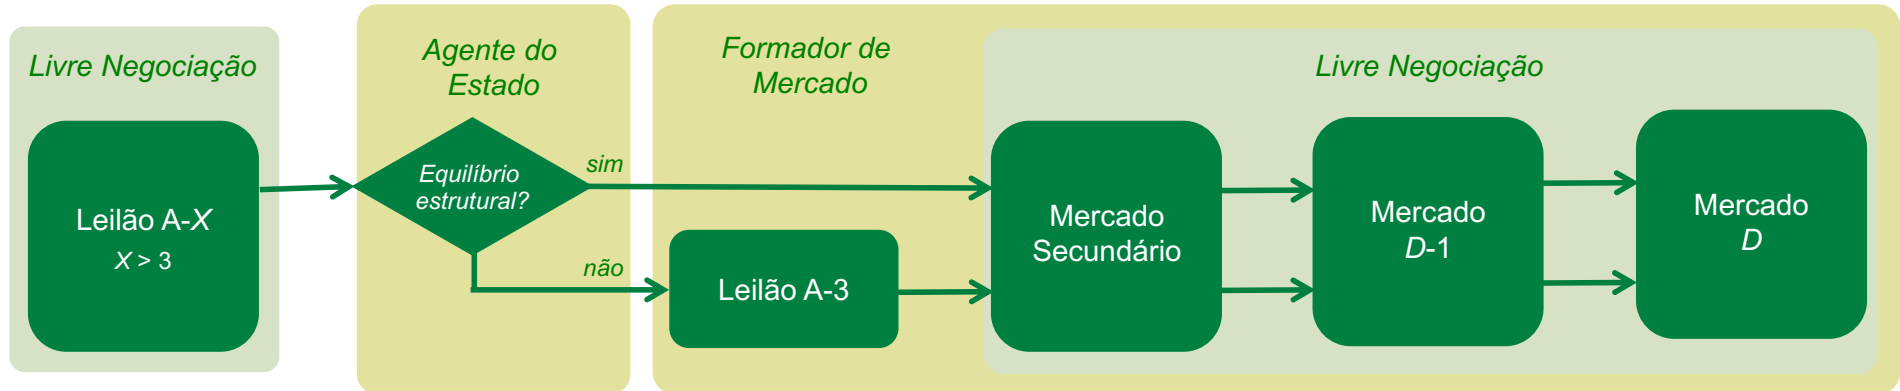 Livre Negociação
Leilão A-X
X > 3
Agente do
Estado
Equilíbrio
estrutural?
sim
não
Formador de
Mercado
Leilão A-3
Livre Negociação
Mercado
Secundário
Mercado
D-1
Mercado
D